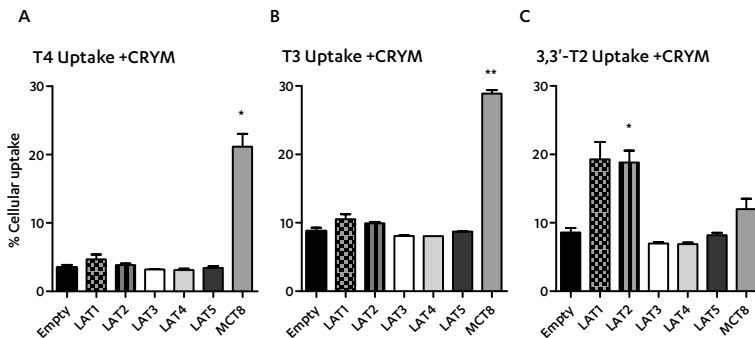 A
B
C
T4 Uptake +CRYM
T3 Uptake +CRYM
3,3'-T2 Uptake +CRYM
% Cellular uptake
30
20
10
0
*
Empty
LAT1
LAT2
LAT3
LAT4
LAT5
MCT8
30
20
10
0
**
Empty
LAT1
LAT2
LAT3
LAT4
LAT5
MCT8
30
20
10
0
*
Empty
LAT1
LAT2
LAT3
LAT4
LAT5
MCT8